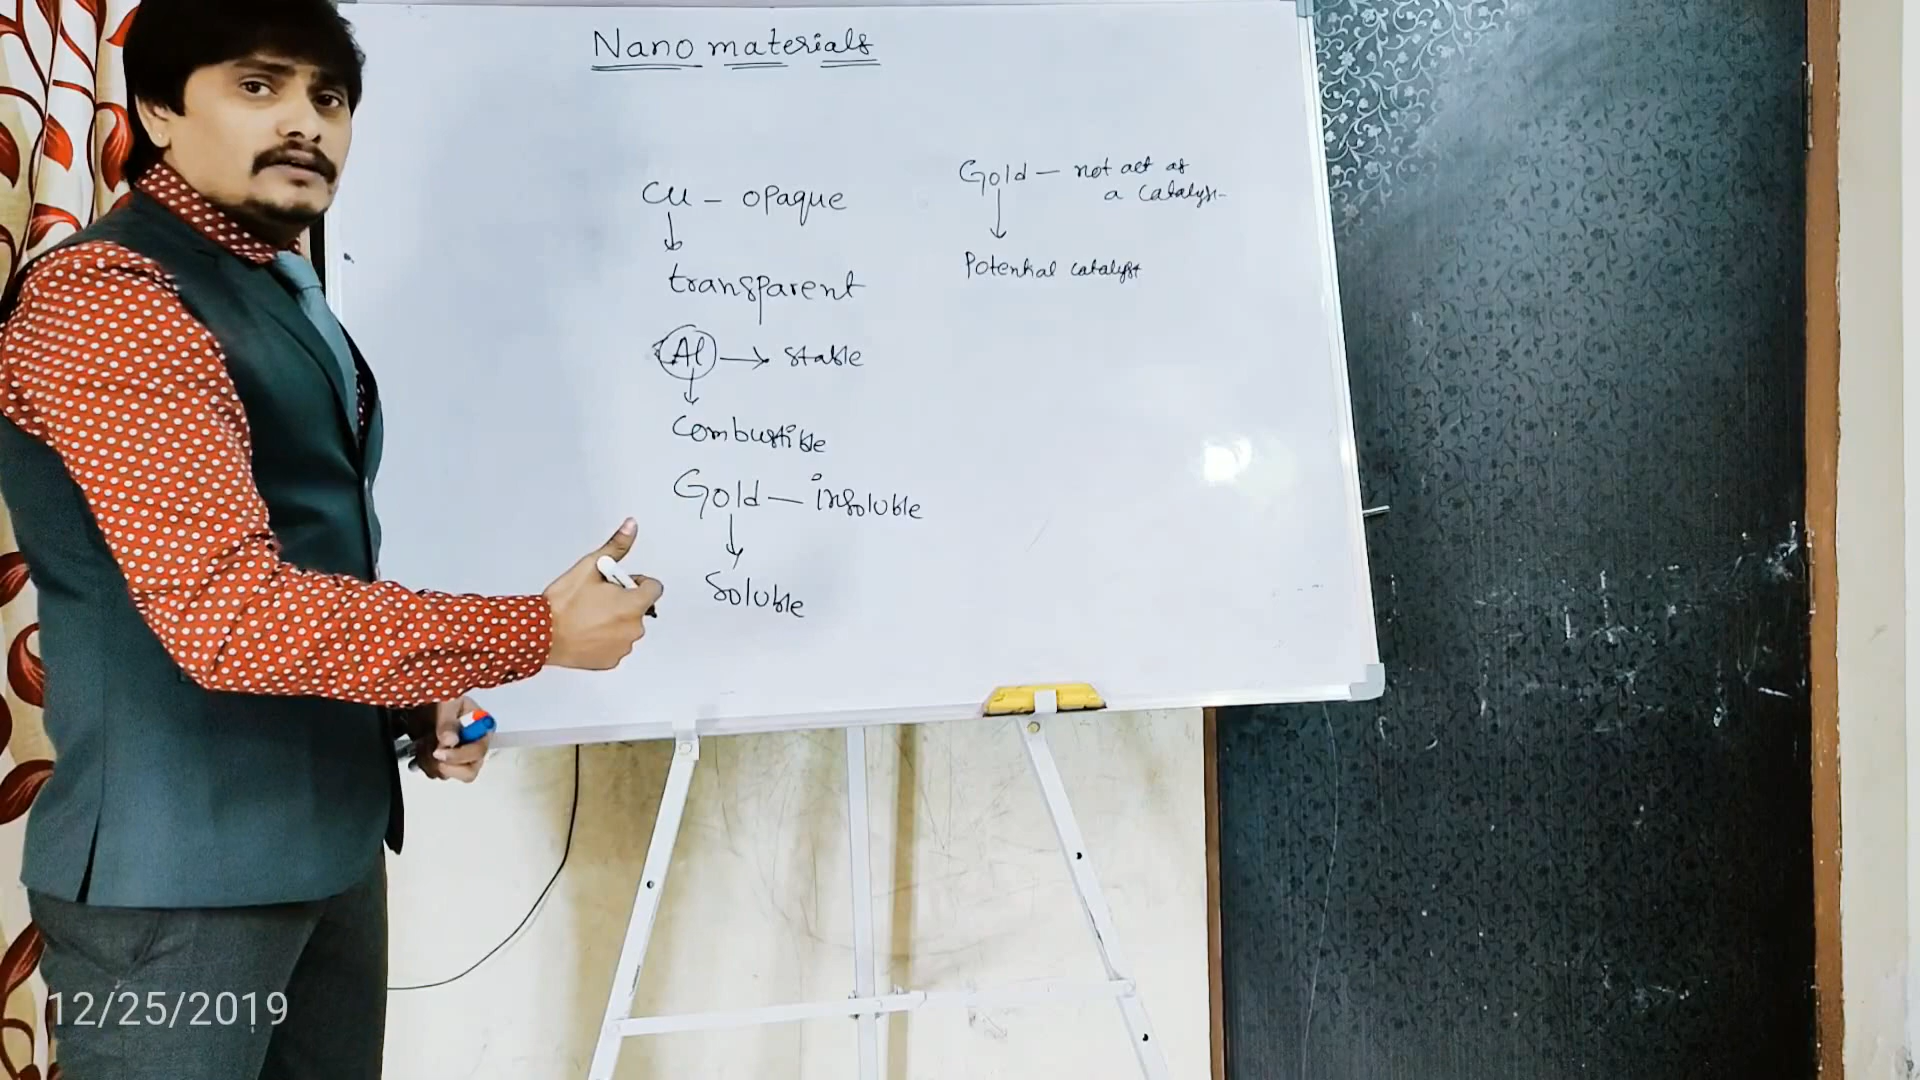 Nano materials
Cu - opaque
transparent
Al → stable
Combustible
Gold - insoluble
Soluble
Gold - not act as
a catalyst
Potential catalyst
12/25/2019